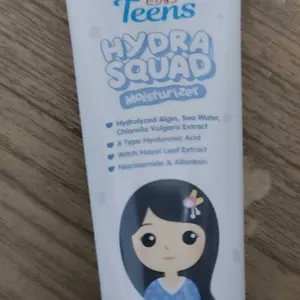 Teens
HYDRA
SQUAD
Moisturizer
Hydrolyzed Algin, Sea Water,
Chlorella Vulgaris Extract
8 Type Hyaluronic Acid
Witch Hazel Leaf Extract
Niacinamide & Allantoin